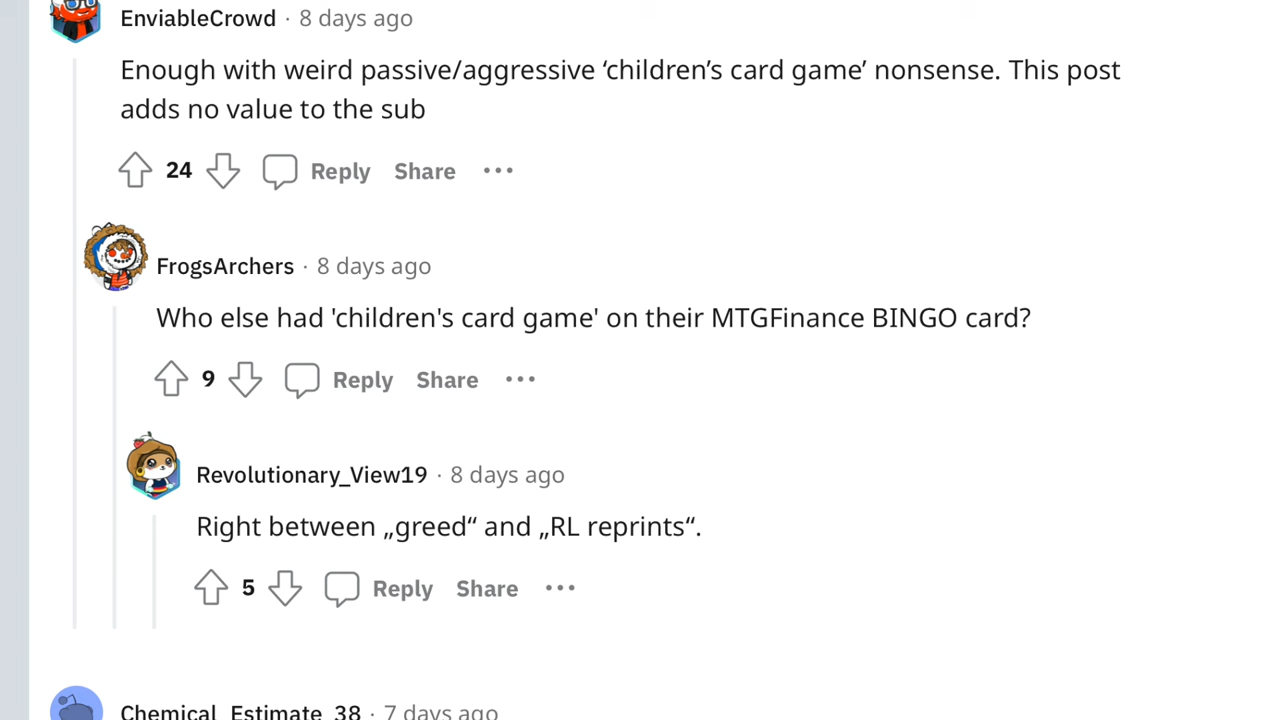 EnviableCrowd · 8 days ago
Enough with weird passive/aggressive ‘children’s card game’ nonsense. This post
adds no value to the sub
24 Reply Share ···
FrogsArchers · 8 days ago
Who else had 'children's card game' on their MTGFinance BINGO card?
9 Reply Share ···
Revolutionary_View19 · 8 days ago
Right between „greed“ and „RL reprints“.
5 Reply Share ···
Chemical_Estimate_38 · 7 days ago